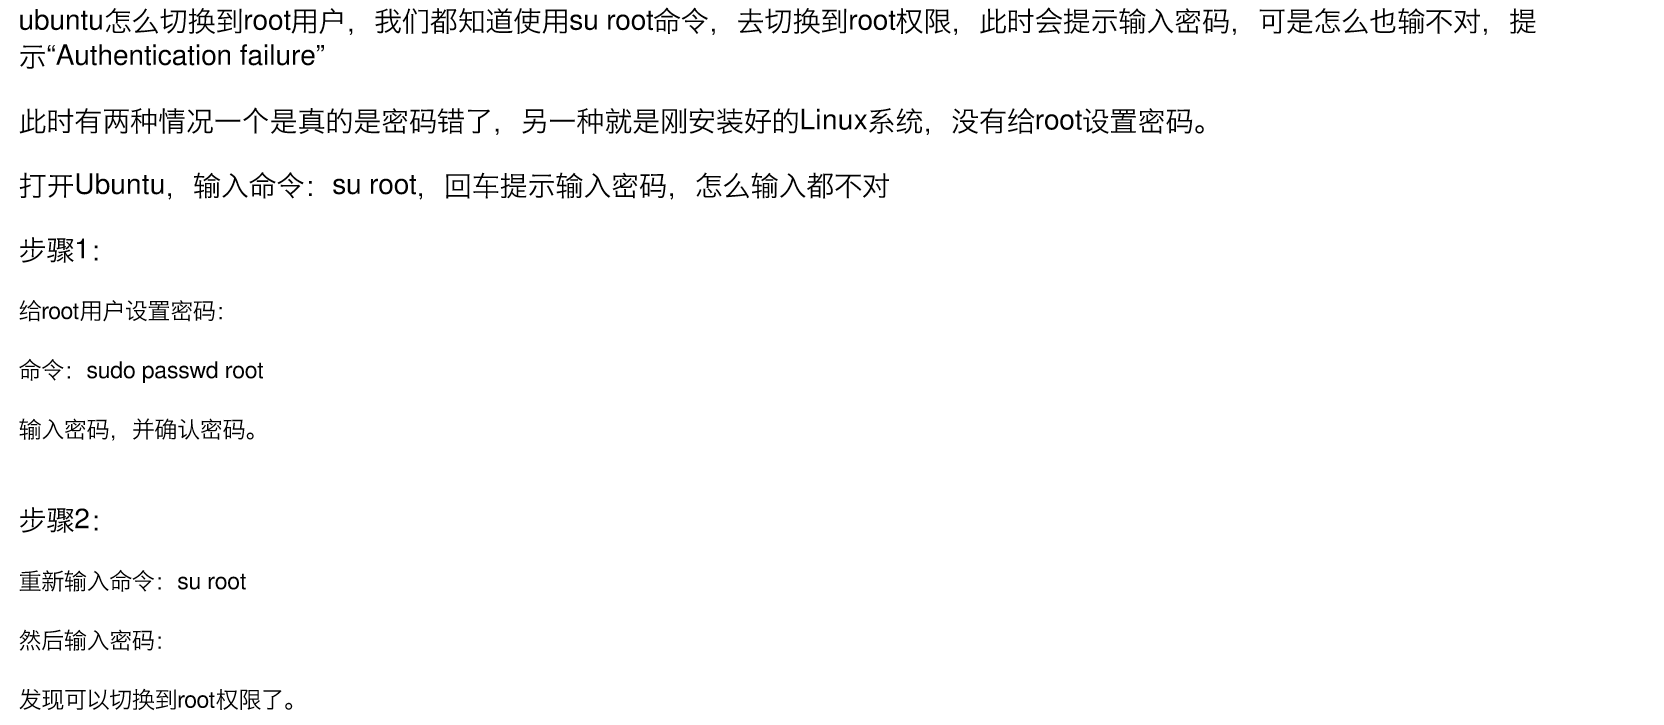 ubuntu怎么切换到root用户，我们都知道使用su root命令，去切换到root权限，此时会提示输入密码，可是怎么也输不对，提
示“Authentication failure”
此时有两种情况一个是真的是密码错了，另一种就是刚安装好的Linux系统，没有给root设置密码。
打开Ubuntu，输入命令：su root，回车提示输入密码，怎么输入都不对
步骤1：
给root用户设置密码：
命令：sudo passwd root
输入密码，并确认密码。
步骤2：
重新输入命令：su root
然后输入密码：
发现可以切换到root权限了。